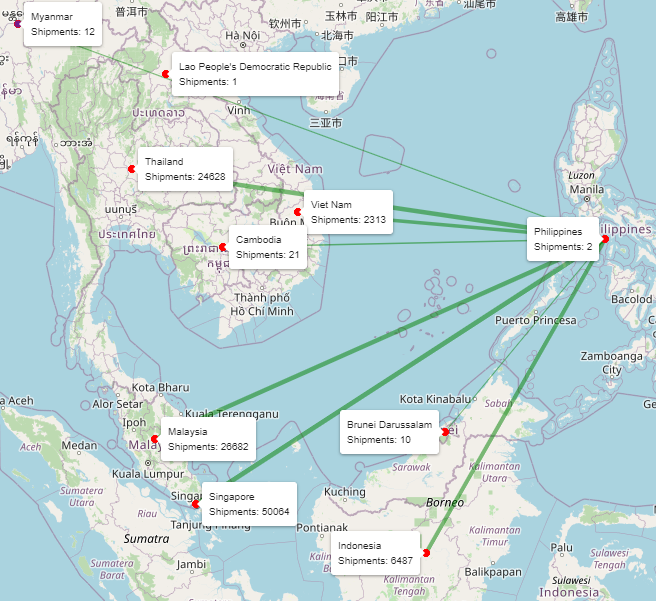 普洱市
玉林市
阳江市
汕尾市
高雄市
钦州市
Myanmar
Shipments: 12
北海市
Hà Nội
Lao People's Democratic Republic
Shipments: 1
Vinh
ປະເທດລາວ
三亚市
Thailand
Shipments: 24628
Việt Nam
Luzon
Manila
Viet Nam
Shipments: 2313
Philippines
Shipments: 2
ประเทศไทย
Cambodia
Shipments: 21
Thành phố
Hồ Chí Minh
Bacolod
Puerto Princesa
Zamboanga
City
Kota Bharu
Kota Kinabalu
Alor Setar
Sabah
Kuala Terengganu
Ipoh
Aceh
Medan
Malaysia
Shipments: 26682
Brunei Darussalam
Shipments: 10
Kuala Lumpur
Sarawak
Kalimantan
Utara
Sumatera
Utara
Kuching
Singapore
Shipments: 50064
Borneo
Riau
Tanjung Pinang
Pontianak
Kalimantan
Timur
Sumatra
Indonesia
Shipments: 6487
Palu
Sulawesi
Tengah
Sumatera
Barat
Jambi
Balikpapan
Kalimantan
Tengah
Sulawesi
Indonesia